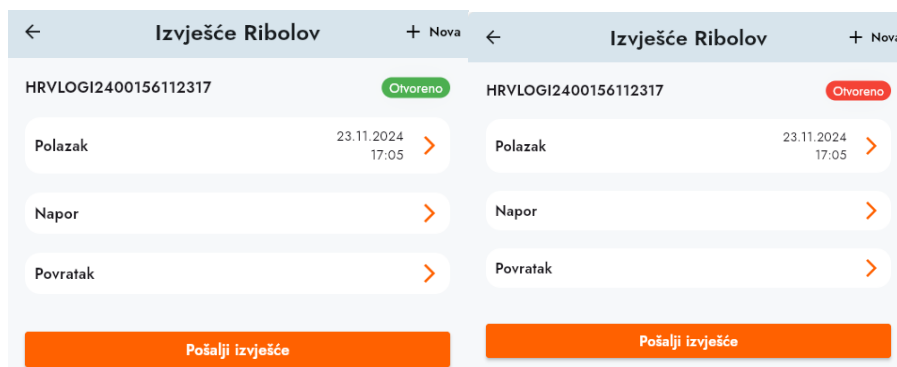 ← Izvješće Ribolov + Nova
HRVLOGI2400156112317 Otvoreno
Polazak 23.11.2024
17:05
Napor
Povratak
Pošalji izvješće
← Izvješće Ribolov + Nova
HRVLOGI2400156112317 Otvoreno
Polazak 23.11.2024
17:05
Napor
Povratak
Pošalji izvješće